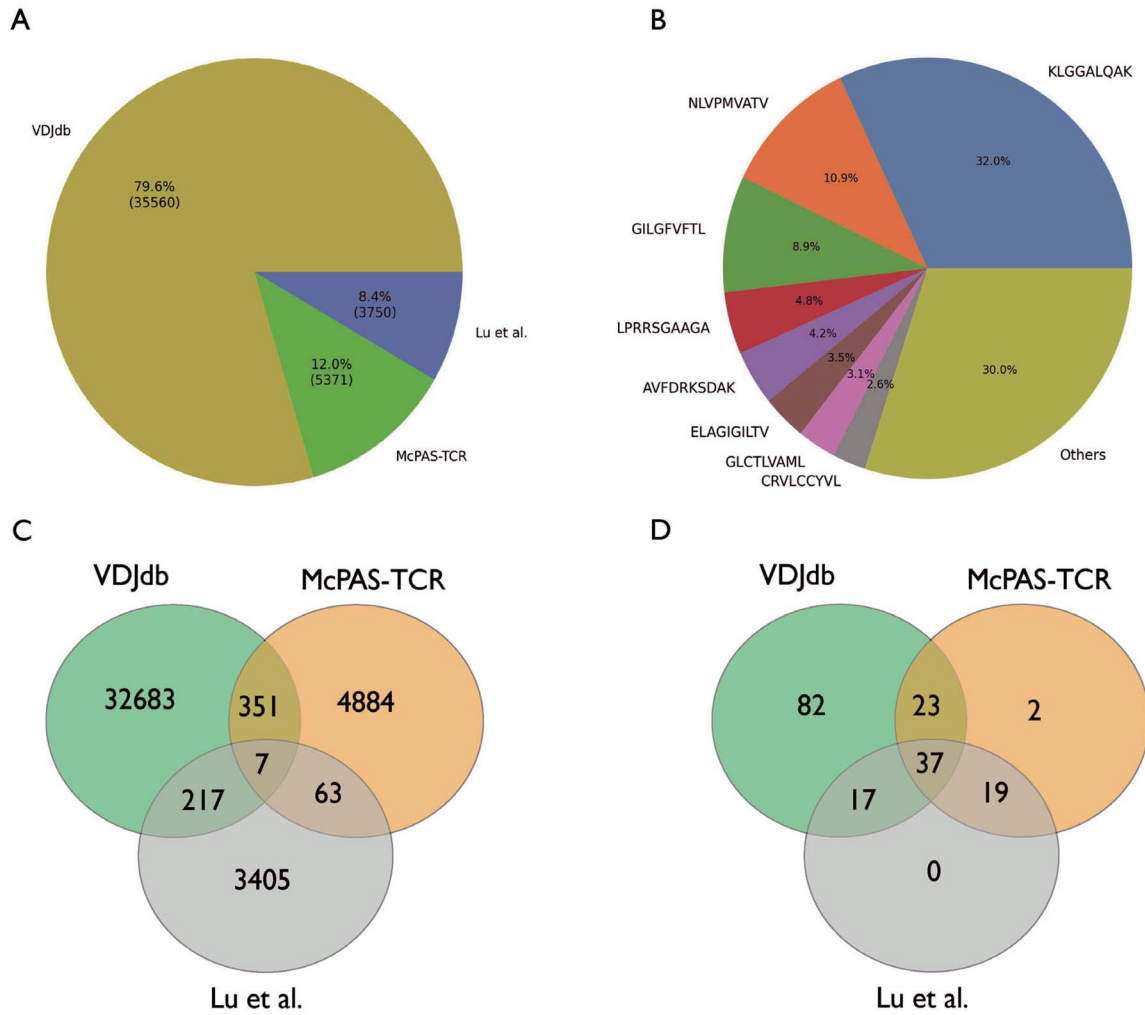 A
VDJdb
79.6%
(35560)
8.4%
(3750)
Lu et al.
12.0%
(5371)
McPAS-TCR
B
KLGGALQAK
NLVPMVATV
32.0%
10.9%
GILGFVFTL
8.9%
LPRRSGAAGA
4.8%
4.2%
AVFDRKSDAK
3.5%
3.1%
2.6%
30.0%
ELAGIGILTV
GLCTLVAML
CRVLCCYVL
Others
C
VDJdb
McPAS-TCR
32683
351
4884
7
217
63
3405
Lu et al.
D
VDJdb
McPAS-TCR
82
23
2
37
17
19
0
Lu et al.